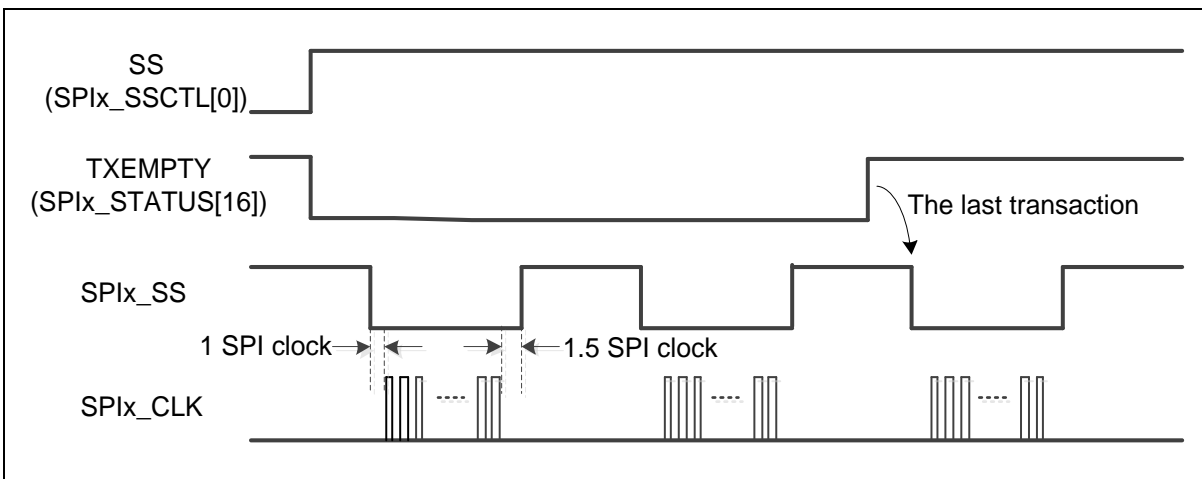 SS
(SPIx_SSCTL[0])
TXEMPTY
(SPIx_STATUS[16])
The last transaction
SPIx_SS
1 SPI clock
1.5 SPI clock
SPIx_CLK